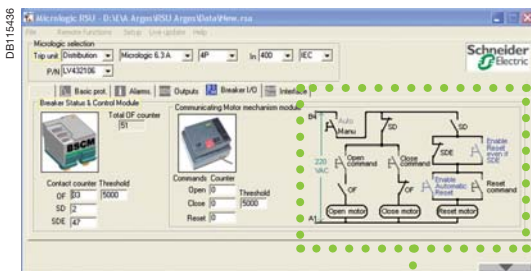 DB115436
Micrologic RSU - D:\EVA Argos\RSU Argos\Data\New.rsa
File Remote Functions Setup Live update Help
Micrologic selection
Trip unit Distribution Micrologic 6.3 A 4P In 400 IEC
P/N LV432106
Schneider Electric
Basic prot. Alarms. Outputs Breaker I/O Interface
Breaker Status & Control Module
Total OF counter
51
BSCM
Contact counter Threshold
OF 5000
SD 2
SDE 47
Communicating Motor mechanism module
Commands Counter
Threshold
Open 0
Close 0 5000
Reset 0
B4
Auto
Manu
SD
SD
220 VAC
Open command
Close command
SDE
Enable Reset even if SDE
OF
OF
Enable Automatic Reset
Reset command
A1
Open motor
Close motor
Reset motor